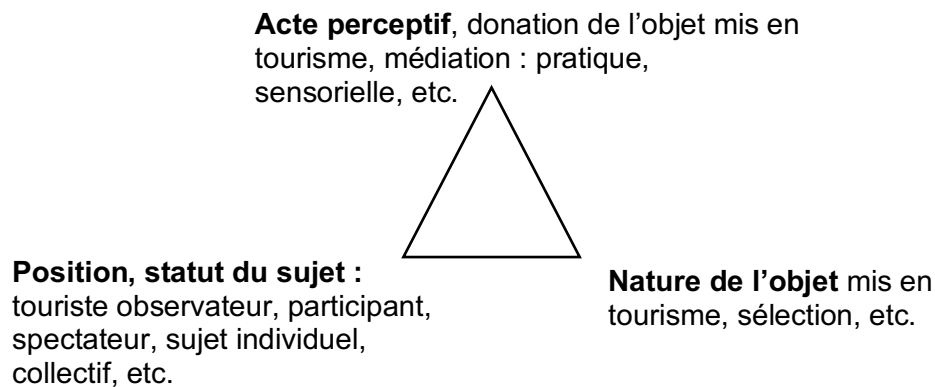 Acte perceptif, donation de l’objet mis en
tourisme, médiation : pratique,
sensorielle, etc.
Position, statut du sujet :
touriste observateur, participant,
spectateur, sujet individuel,
collectif, etc.
Nature de l’objet mis en
tourisme, sélection, etc.